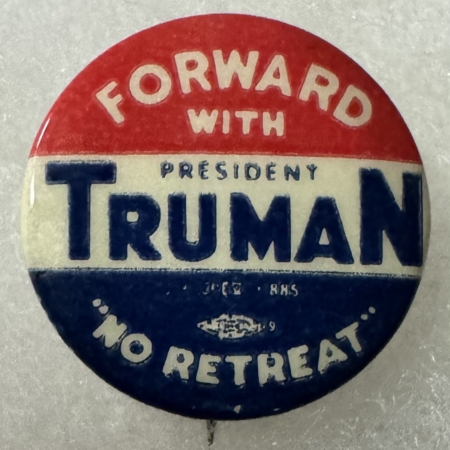 FORWARD
WITH
PRESIDENT
TRUMAN
"NO RETREAT"